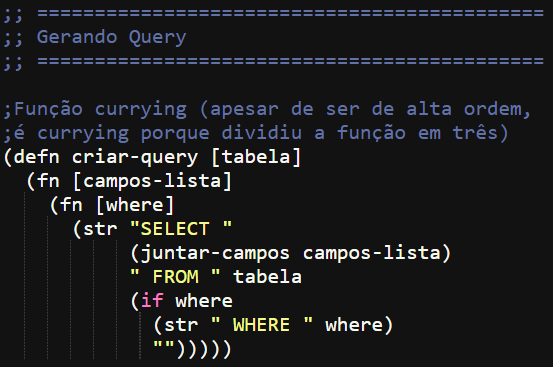 ;; ============================================
;; Gerando Query
;; ============================================
;Função currying (apesar de ser de alta ordem,
;é currying porque dividiu a função em três)
(defn criar-query [tabela]
  (fn [campos-lista]
    (fn [where]
      (str "SELECT "
           (juntar-campos campos-lista)
           " FROM " tabela
           (if where
             (str " WHERE " where)
             "")))))